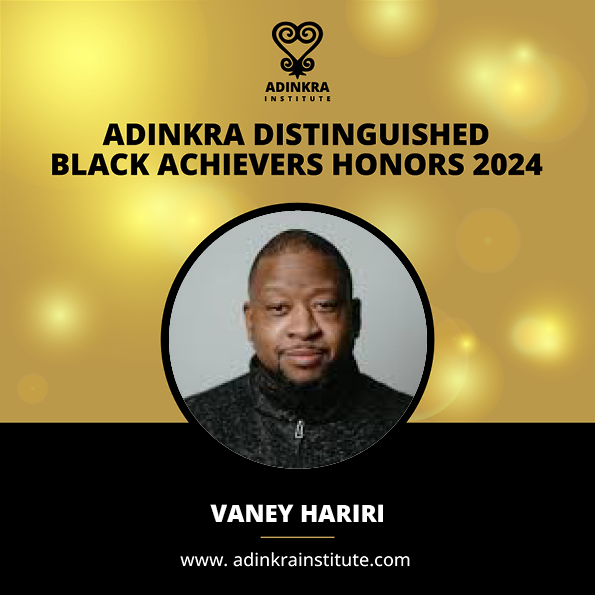 ADINKRA
INSTITUTE
ADINKRA DISTINGUISHED
BLACK ACHIEVERS HONORS 2024
VANEY HARIRI
www. adinkrainstitute.com